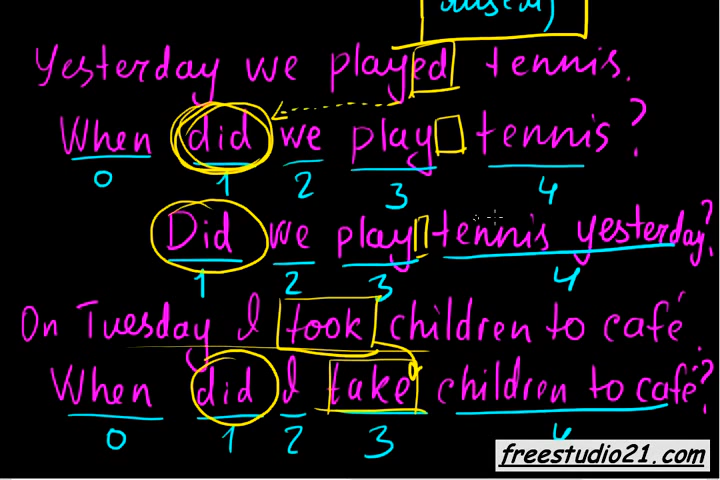 Yesterday we played tennis.
When did we play tennis?
0 1 2 3 4
Did we play tennis yesterday?
1 2 3 4
On Tuesday I took children to café
When did I take children to café?
0 1 2 3
freestudio21.com